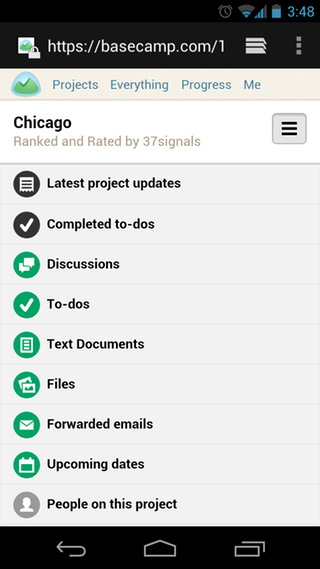 3:48
https://basecamp.com/1
Projects Everything Progress Me
Chicago
Ranked and Rated by 37signals
Latest project updates
Completed to-dos
Discussions
To-dos
Text Documents
Files
Forwarded emails
Upcoming dates
People on this project